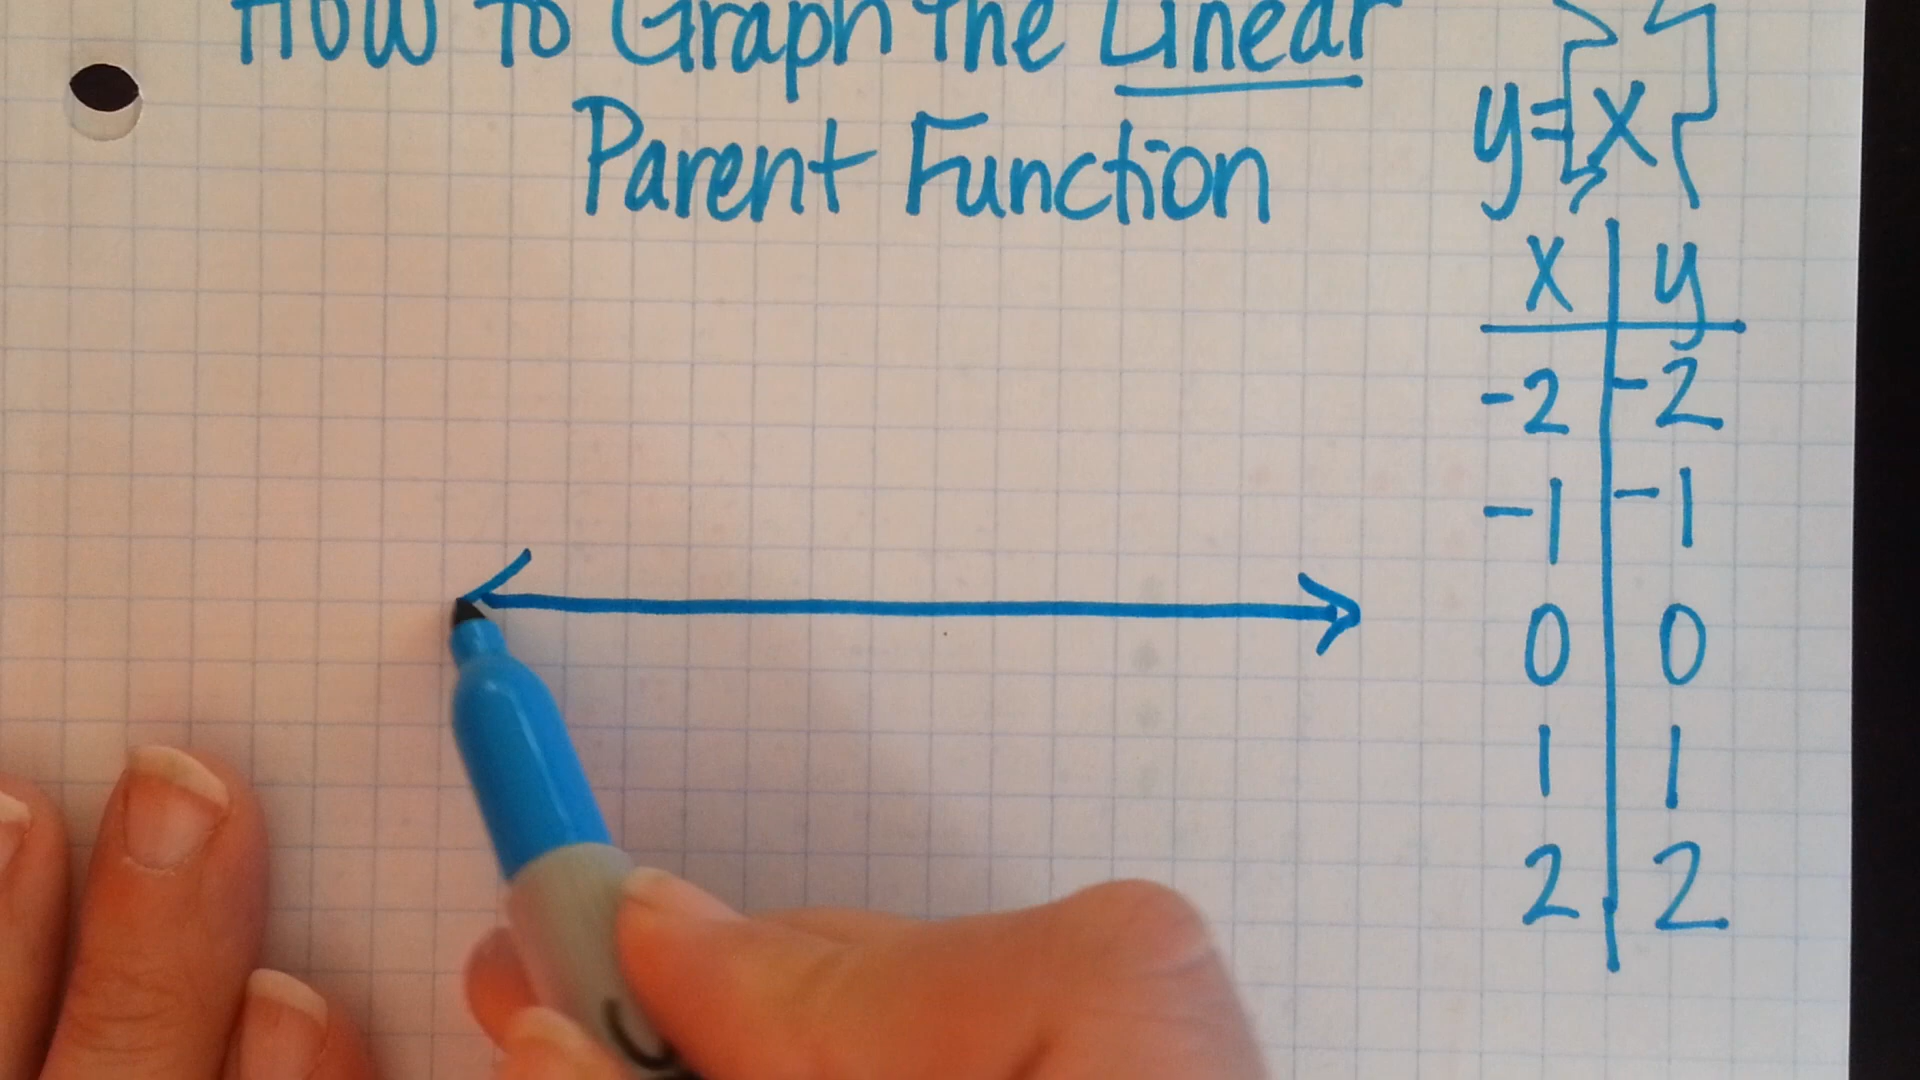 How to Graph the Linear
Parent Function
y=x
x y
-2 -2
-1 -1
0 0
1 1
2 2